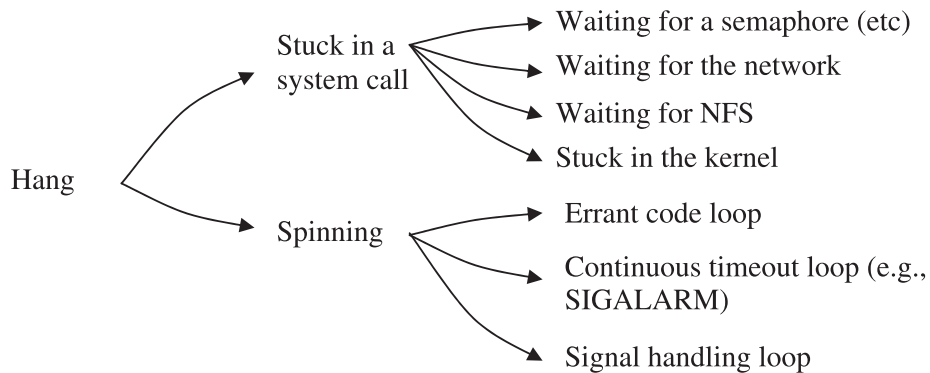 Hang
Stuck in a
system call
Waiting for a semaphore (etc)
Waiting for the network
Waiting for NFS
Stuck in the kernel
Spinning
Errant code loop
Continuous timeout loop (e.g.,
SIGALARM)
Signal handling loop